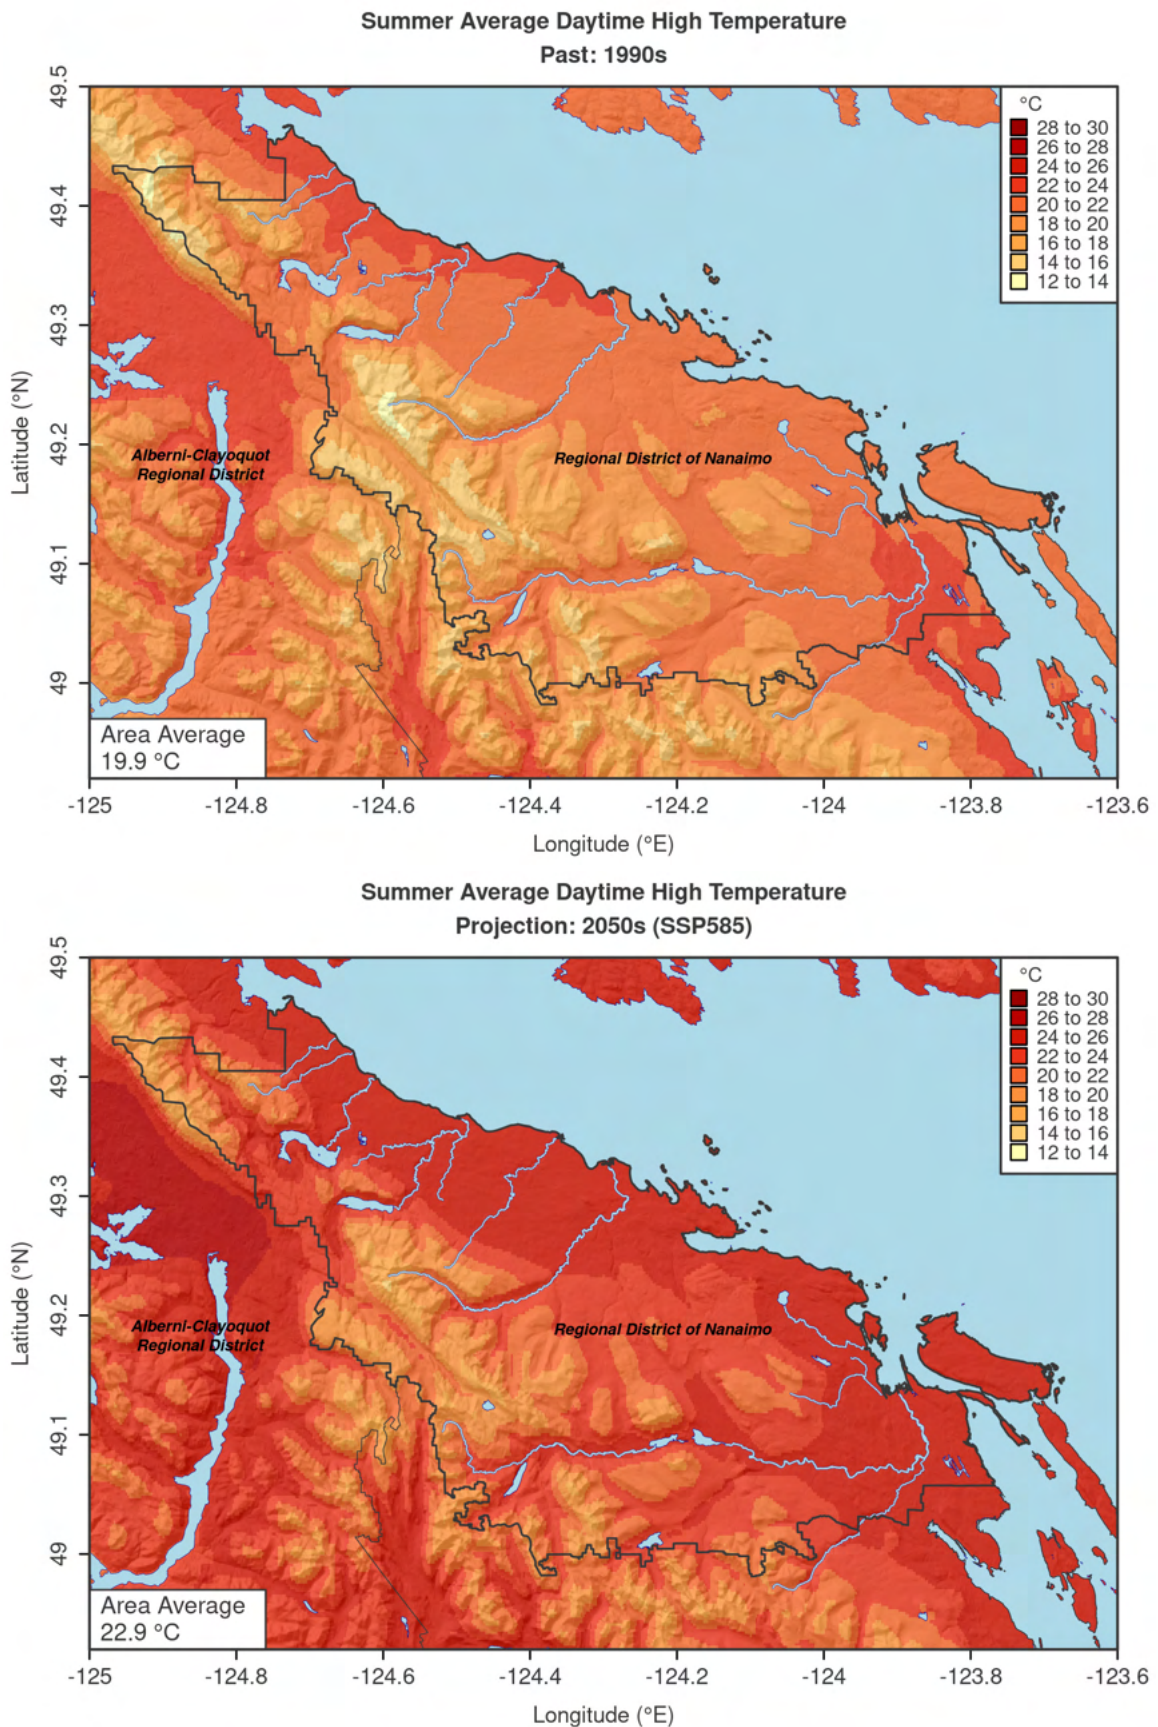 Summer Average Daytime High Temperature
Past: 1990s
°C
28 to 30
26 to 28
24 to 26
22 to 24
20 to 22
18 to 20
16 to 18
14 to 16
12 to 14
49.5
49.4
49.3
49.2
49.1
49
Latitude (°N)
Alberni-Clayoquot
Regional District
Regional District of Nanaimo
Area Average
19.9 °C
-125 -124.8 -124.6 -124.4 -124.2 -124 -123.8 -123.6
Longitude (°E)
Summer Average Daytime High Temperature
Projection: 2050s (SSP585)
°C
28 to 30
26 to 28
24 to 26
22 to 24
20 to 22
18 to 20
16 to 18
14 to 16
12 to 14
49.5
49.4
49.3
49.2
49.1
49
Latitude (°N)
Alberni-Clayoquot
Regional District
Regional District of Nanaimo
Area Average
22.9 °C
-125 -124.8 -124.6 -124.4 -124.2 -124 -123.8 -123.6
Longitude (°E)